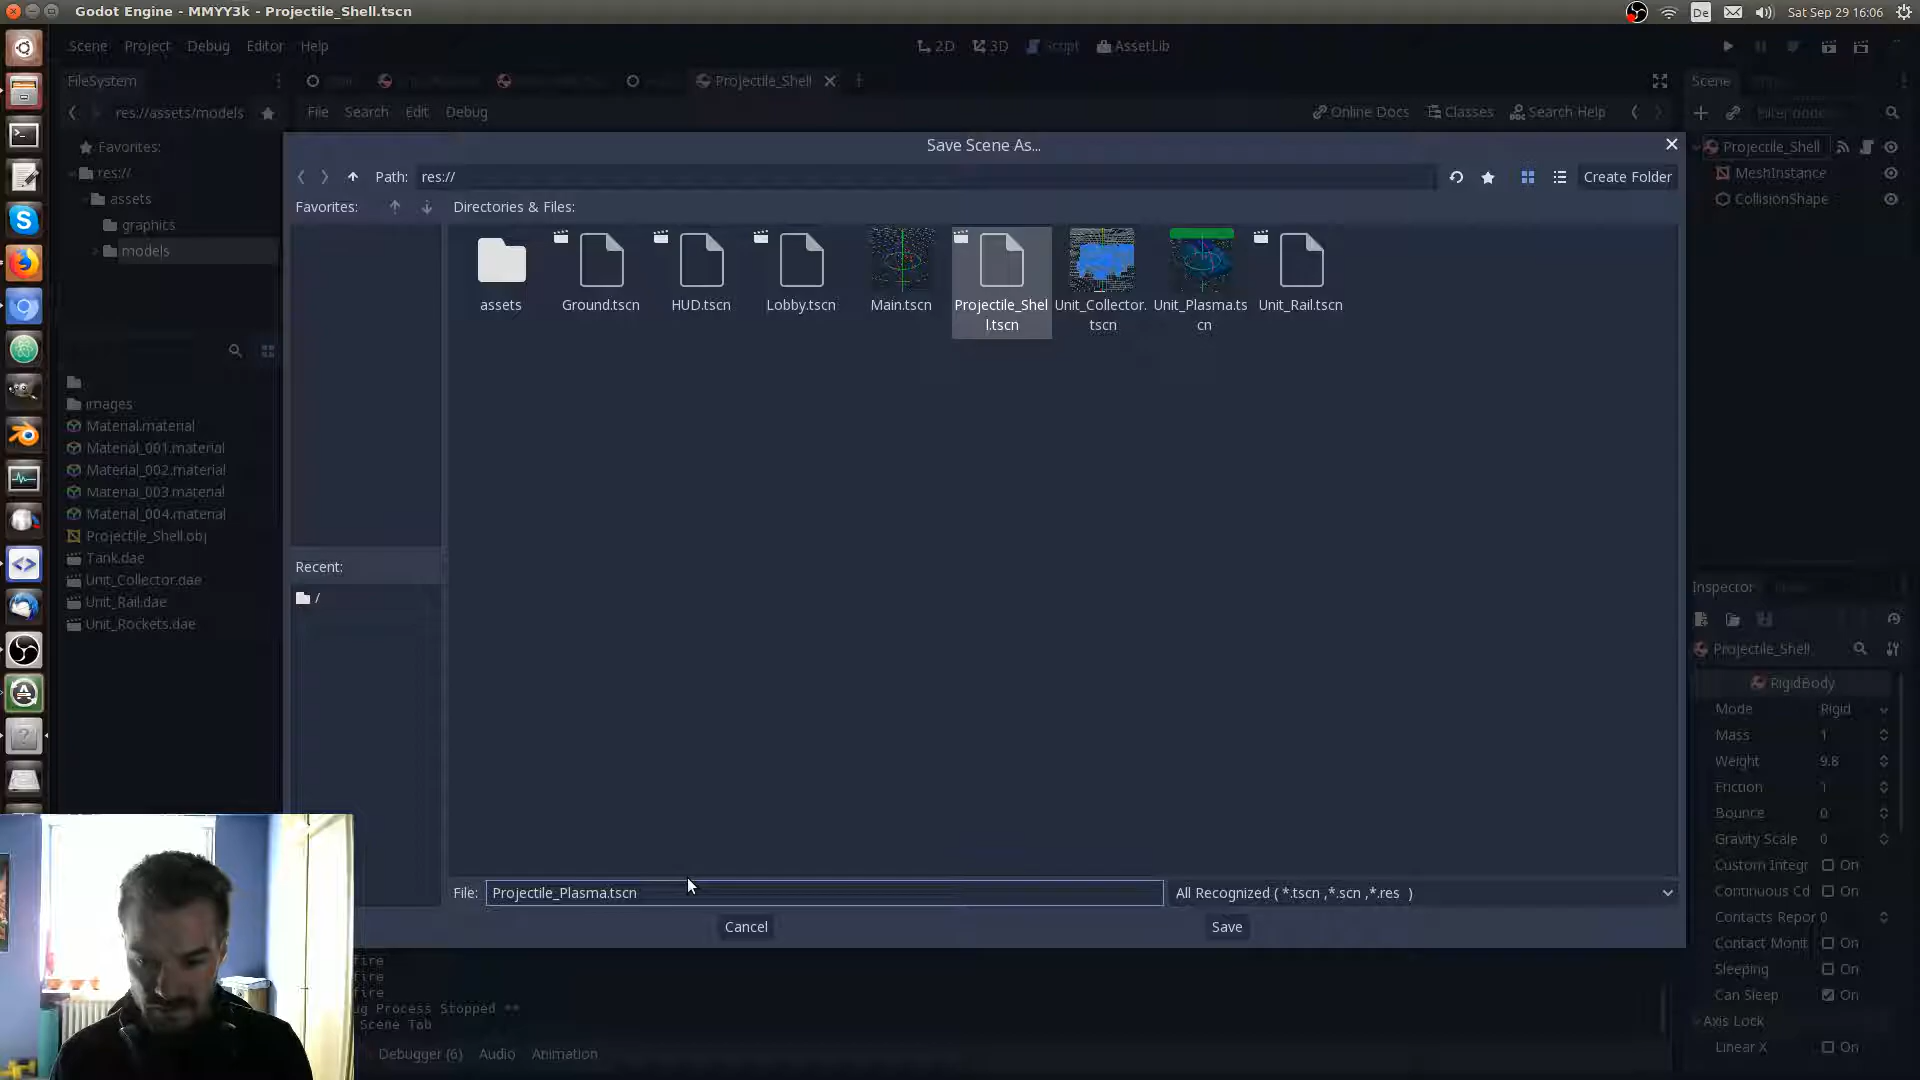 Godot Engine - MMYY3k - Projectile_Shell.tscn
De
Sat Sep 29 16:06
Scene Project Debug Editor Help
2D 3D Script AssetLib
FileSystem
Projectile_Shell
Scene
res://assets/models
File Search Edit Debug
Online Docs Classes Search Help
Favorites:
res://
assets
graphics
models
images
Material.material
Material_001.material
Material_002.material
Material_003.material
Material_004.material
Projectile_Shell.obj
Tank.dae
Unit_Collector.dae
Unit_Rail.dae
Unit_Rockets.dae
Save Scene As...
Path: res://
Create Folder
Favorites:
Directories & Files:
assets
Ground.tscn
HUD.tscn
Lobby.tscn
Main.tscn
Projectile_Shel
l.tscn
Unit_Collector.
tscn
Unit_Plasma.ts
cn
Unit_Rail.tscn
Recent:
/
File: Projectile_Plasma.tscn
All Recognized ( *.tscn ,*.scn ,*.res )
Cancel
Save
fire
fire
fire
ug Process Stopped **
Scene Tab
Debugger (6) Audio Animation
Projectile_Shell
MeshInstance
CollisionShape
Inspector
Projectile_Shell
RigidBody
Mode Rigid
Mass 1
Weight 9.8
Friction 1
Bounce 0
Gravity Scale 0
Custom Integr On
Continuous Cd On
Contacts Repor 0
Contact Monit On
Sleeping On
Can Sleep On
Axis Lock
Linear X On